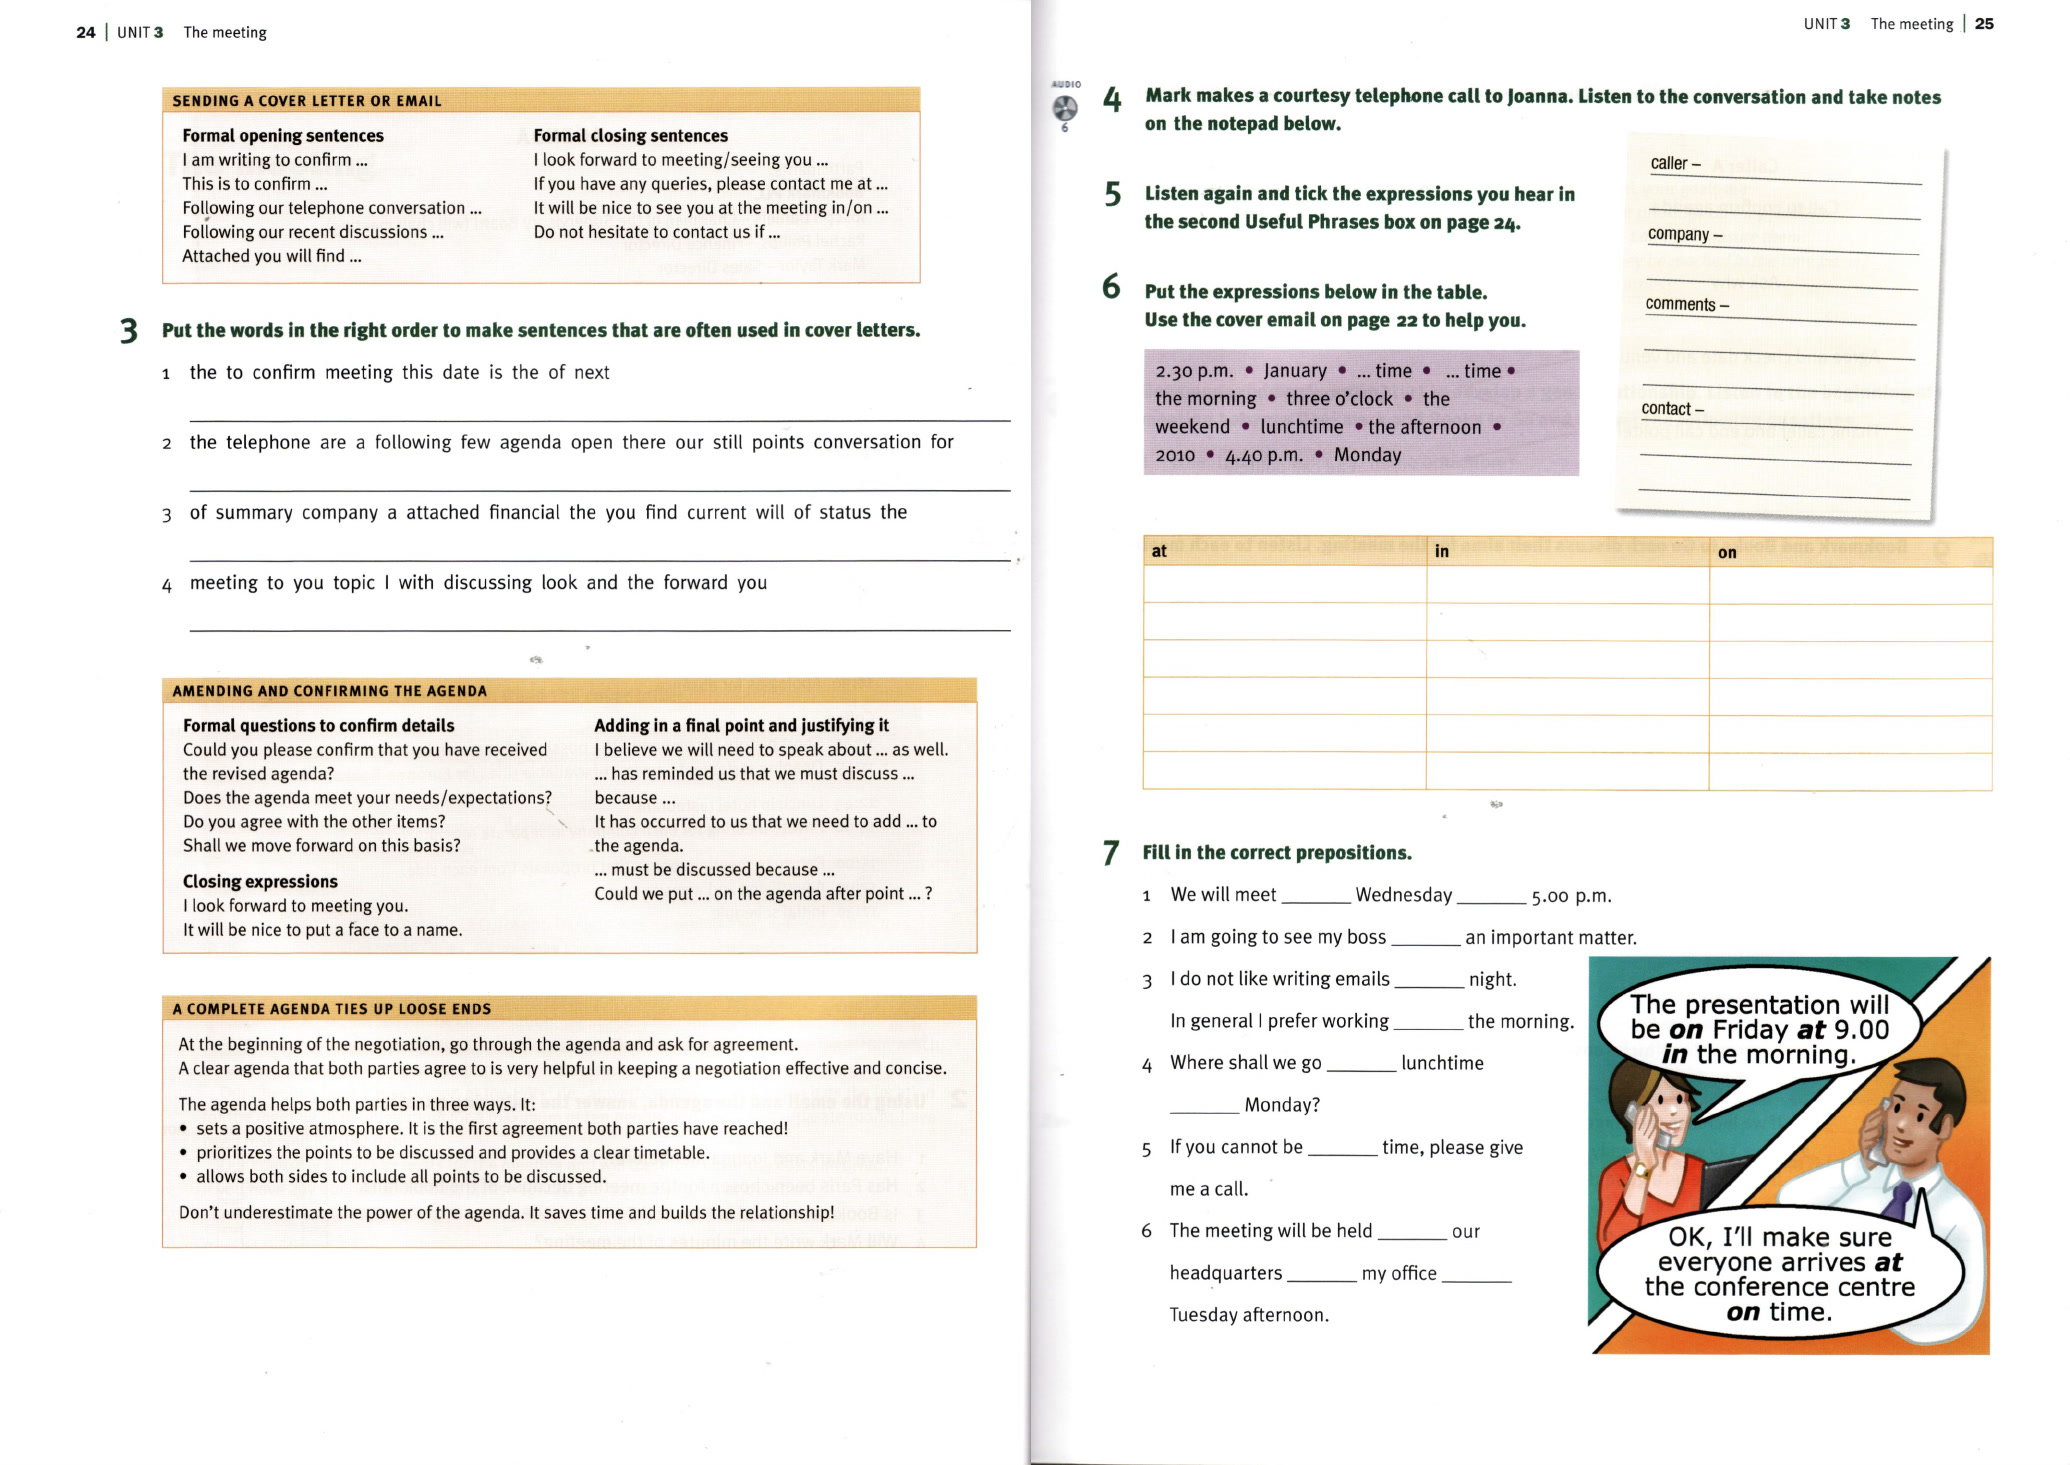 24 | UNIT 3 The meeting
SENDING A COVER LETTER OR EMAIL
Formal opening sentences
I am writing to confirm ...
This is to confirm ...
Following our telephone conversation ...
Following our recent discussions ...
Attached you will find ...
Formal closing sentences
I look forward to meeting/seeing you ...
If you have any queries, please contact me at ...
It will be nice to see you at the meeting in/on ...
Do not hesitate to contact us if ...
3 Put the words in the right order to make sentences that are often used in cover letters.
1 the to confirm meeting this date is the of next
2 the telephone are a following few agenda open there our still points conversation for
3 of summary company a attached financial the you find current will of status the
4 meeting to you topic I with discussing look and the forward you
AMENDING AND CONFIRMING THE AGENDA
Formal questions to confirm details
Could you please confirm that you have received
the revised agenda?
Does the agenda meet your needs/expectations?
Do you agree with the other items?
Shall we move forward on this basis?
Closing expressions
I look forward to meeting you.
It will be nice to put a face to a name.
Adding in a final point and justifying it
I believe we will need to speak about ... as well.
... has reminded us that we must discuss ...
because ...
It has occurred to us that we need to add ... to
the agenda.
... must be discussed because ...
Could we put ... on the agenda after point ... ?
A COMPLETE AGENDA TIES UP LOOSE ENDS
At the beginning of the negotiation, go through the agenda and ask for agreement.
A clear agenda that both parties agree to is very helpful in keeping a negotiation effective and concise.
The agenda helps both parties in three ways. It:
• sets a positive atmosphere. It is the first agreement both parties have reached!
• prioritizes the points to be discussed and provides a clear timetable.
• allows both sides to include all points to be discussed.
Don't underestimate the power of the agenda. It saves time and builds the relationship!
UNIT 3 The meeting | 25
AUDIO
6
4 Mark makes a courtesy telephone call to Joanna. Listen to the conversation and take notes
on the notepad below.
5 Listen again and tick the expressions you hear in
the second Useful Phrases box on page 24.
6 Put the expressions below in the table.
Use the cover email on page 22 to help you.
caller –
company –
comments –
contact –
2.30 p.m. • January • ... time • ... time •
the morning • three o'clock • the
weekend • lunchtime • the afternoon •
2010 • 4.40 p.m. • Monday
at in on
7 Fill in the correct prepositions.
1 We will meet ______ Wednesday ______ 5.00 p.m.
2 I am going to see my boss ______ an important matter.
3 I do not like writing emails ______ night.
In general I prefer working ______ the morning.
4 Where shall we go ______ lunchtime
______ Monday?
5 If you cannot be ______ time, please give
me a call.
6 The meeting will be held ______ our
headquarters ______ my office ______
Tuesday afternoon.
The presentation will
be on Friday at 9.00
in the morning.
OK, I'll make sure
everyone arrives at
the conference centre
on time.